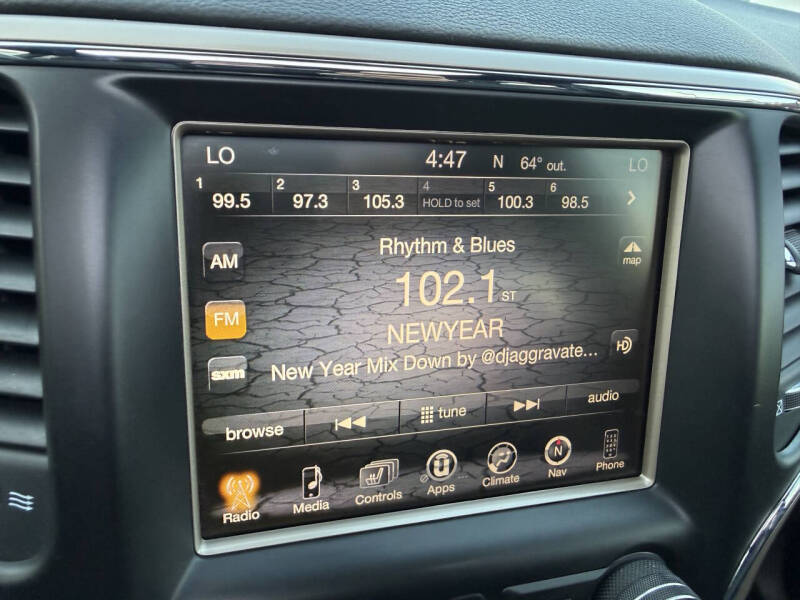 LO 4:47 N 64° out. LO
1 99.5 2 97.3 3 105.3 4 HOLD to set 5 100.3 6 98.5
Rhythm & Blues
AM
map
102.1 ST
FM
NEWYEAR
HD
New Year Mix Down by @djaggravate...
sxm
browse tune audio
Radio Media Controls Apps Climate Nav Phone